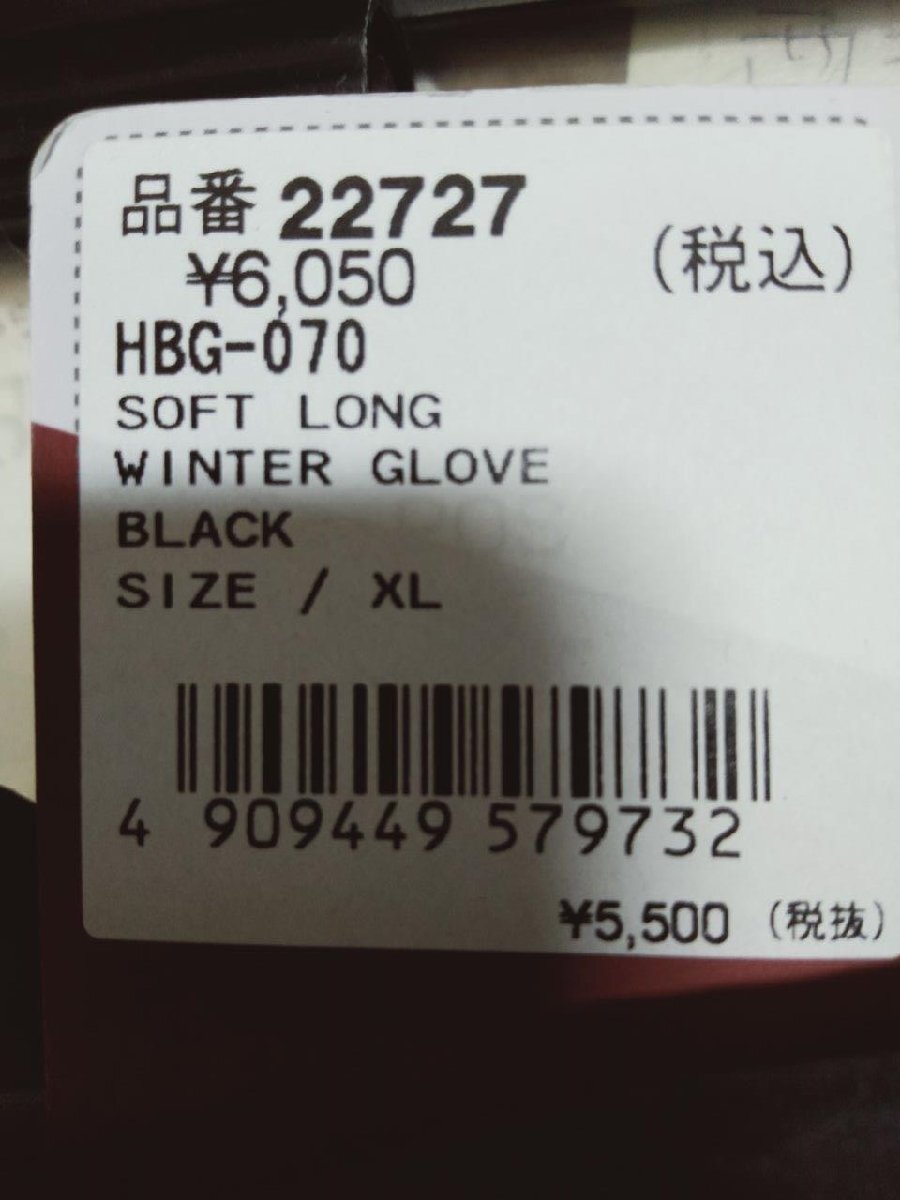 品番 22727
¥6,050 (税込)
HBG-070
SOFT LONG
WINTER GLOVE
BLACK
SIZE / XL
4 909449 579732
¥5,500 (税抜)